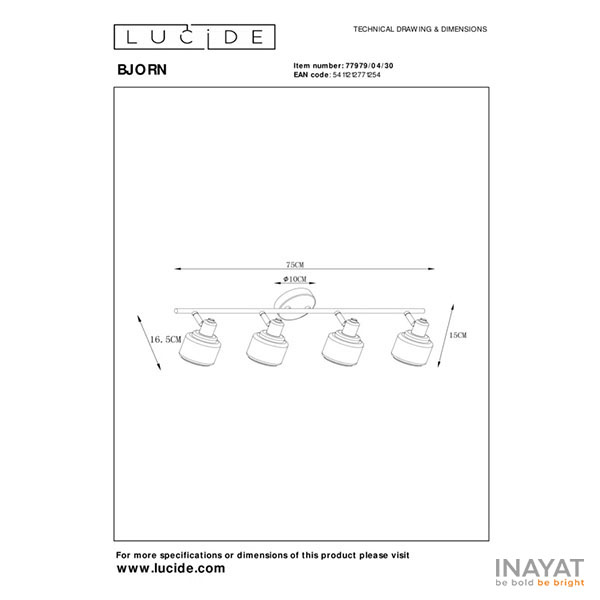 LUCIDE
TECHNICAL DRAWING & DIMENSIONS
BJORN
Item number: 77979/04/30
EAN code: 5411212771254
75CM
Φ10CM
16.5CM
15CM
For more specifications or dimensions of this product please visit
www.lucide.com
INAYAT
be bold be bright